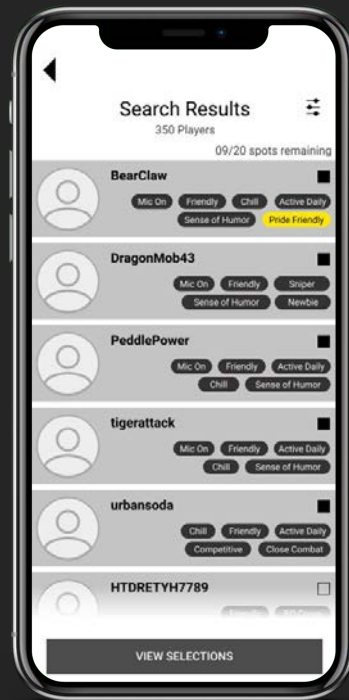 Search Results
350 Players
09/20 spots remaining
BearClaw
Mic On Friendly Chill Active Daily
Sense of Humor Pride Friendly
DragonMob43
Mic On Friendly Sniper
Sense of Humor Newbie
PeddlePower
Mic On Friendly Active Daily
Chill Sense of Humor
tigerattack
Mic On Friendly Active Daily
Chill Sense of Humor
urbansoda
Chill Friendly Active Daily
Competitive Close Combat
HTDRETYH7789
Friendly
VIEW SELECTIONS